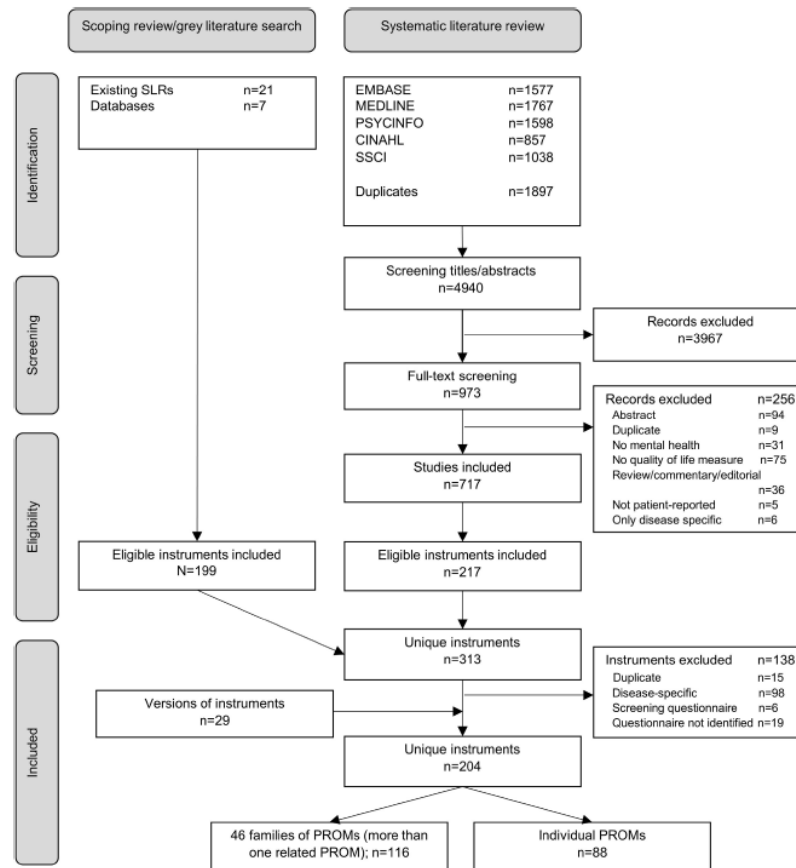 Scoping review/grey literature search
Systematic literature review
Identification
Existing SLRs n=21
Databases n=7
EMBASE n=1577
MEDLINE n=1767
PSYCINFO n=1598
CINAHL n=857
SSCI n=1038
Duplicates n=1897
Screening
Screening titles/abstracts
n=4940
Records excluded
n=3967
Full-text screening
n=973
Records excluded n=256
Abstract n=94
Duplicate n=9
No mental health n=31
No quality of life measure n=75
Review/commentary/editorial
n=36
Not patient-reported n=5
Only disease specific n=6
Eligibility
Studies included
n=717
Eligible instruments included
N=199
Eligible instruments included
n=217
Included
Unique instruments
n=313
Instruments excluded n=138
Duplicate n=15
Disease-specific n=98
Screening questionnaire n=6
Questionnaire not identified n=19
Versions of instruments
n=29
Unique instruments
n=204
46 families of PROMs (more than
one related PROM); n=116
Individual PROMs
n=88